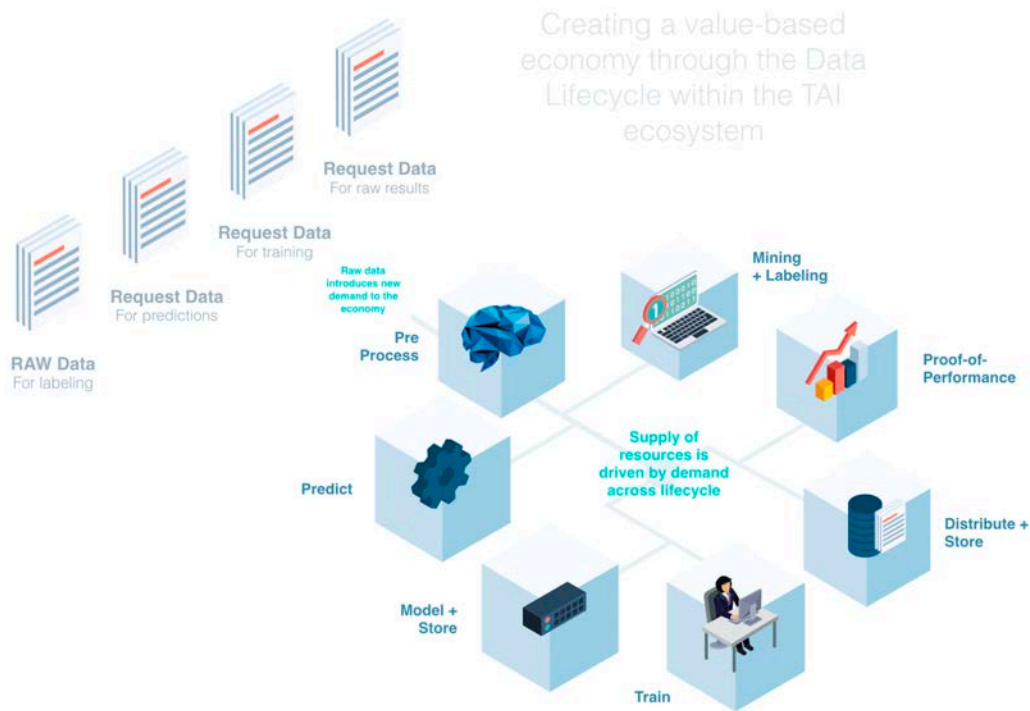 Creating a value-based
economy through the Data
Lifecycle within the TAI
ecosystem
Request Data
For raw results
Request Data
For training
Request Data
For predictions
RAW Data
For labeling
Raw data
introduces new
demand to the
economy
Pre
Process
Mining
+ Labeling
Proof-of-
Performance
Supply of
resources is
driven by demand
across lifecycle
Predict
Distribute +
Store
Model +
Store
Train